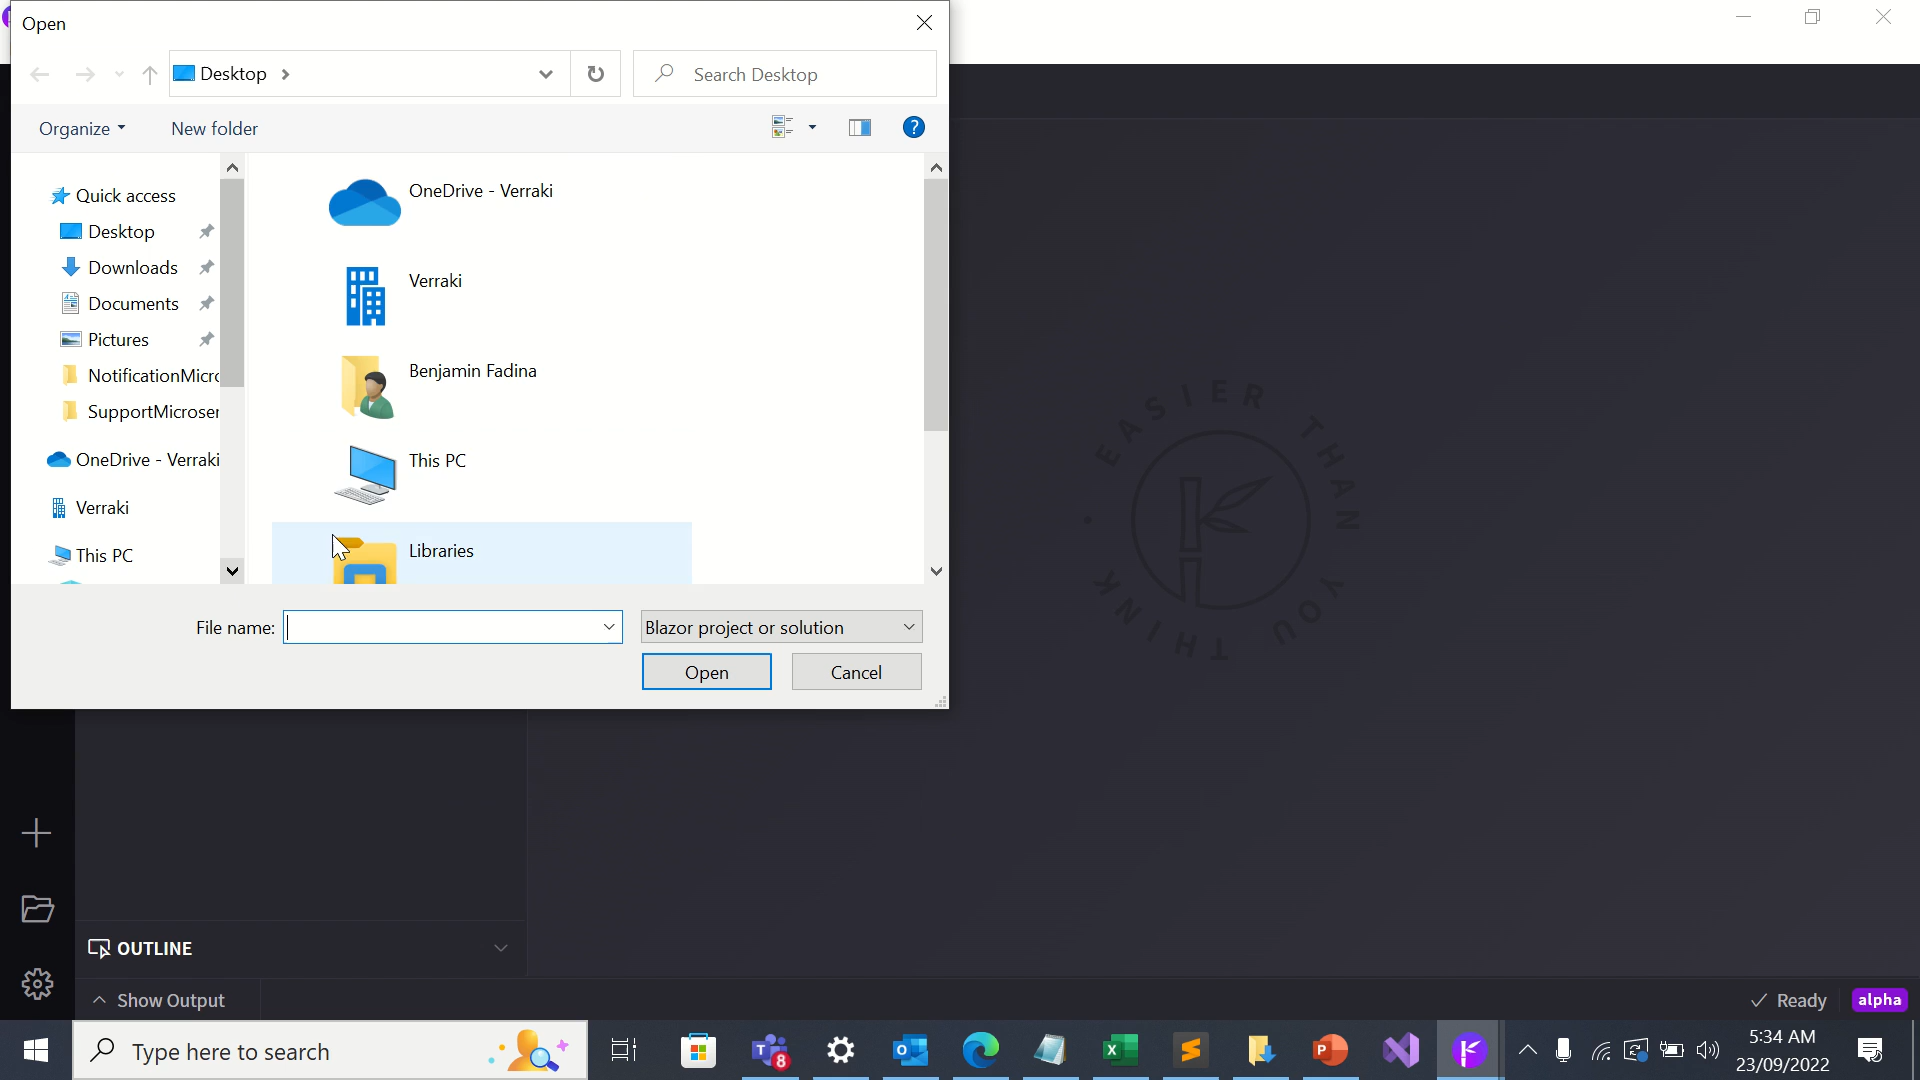 Open
Desktop
Search Desktop
Organize
New folder
Quick access
Desktop
Downloads
Documents
Pictures
NotificationMicro
SupportMicroser
OneDrive - Verraki
Verraki
This PC
OneDrive - Verraki
Verraki
Benjamin Fadina
This PC
Libraries
File name:
Blazor project or solution
Open
Cancel
EASIER THAN YOU THINK
OUTLINE
Show Output
Ready
alpha
Type here to search
8
5:34 AM
23/09/2022